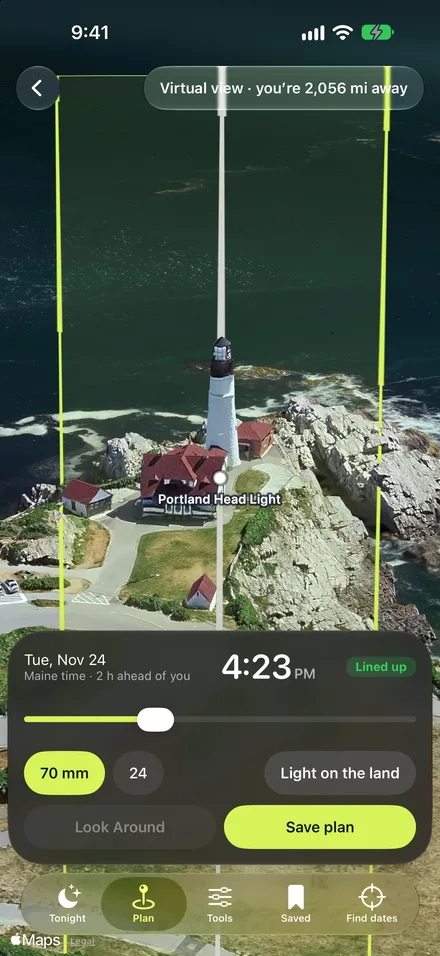 9:41
Virtual view · you’re 2,056 mi away
Portland Head Light
Tue, Nov 24
Maine time · 2 h ahead of you
4:23 PM
Lined up
70 mm
24
Light on the land
Look Around
Save plan
Tonight
Plan
Tools
Saved
Find dates
Maps
Legal